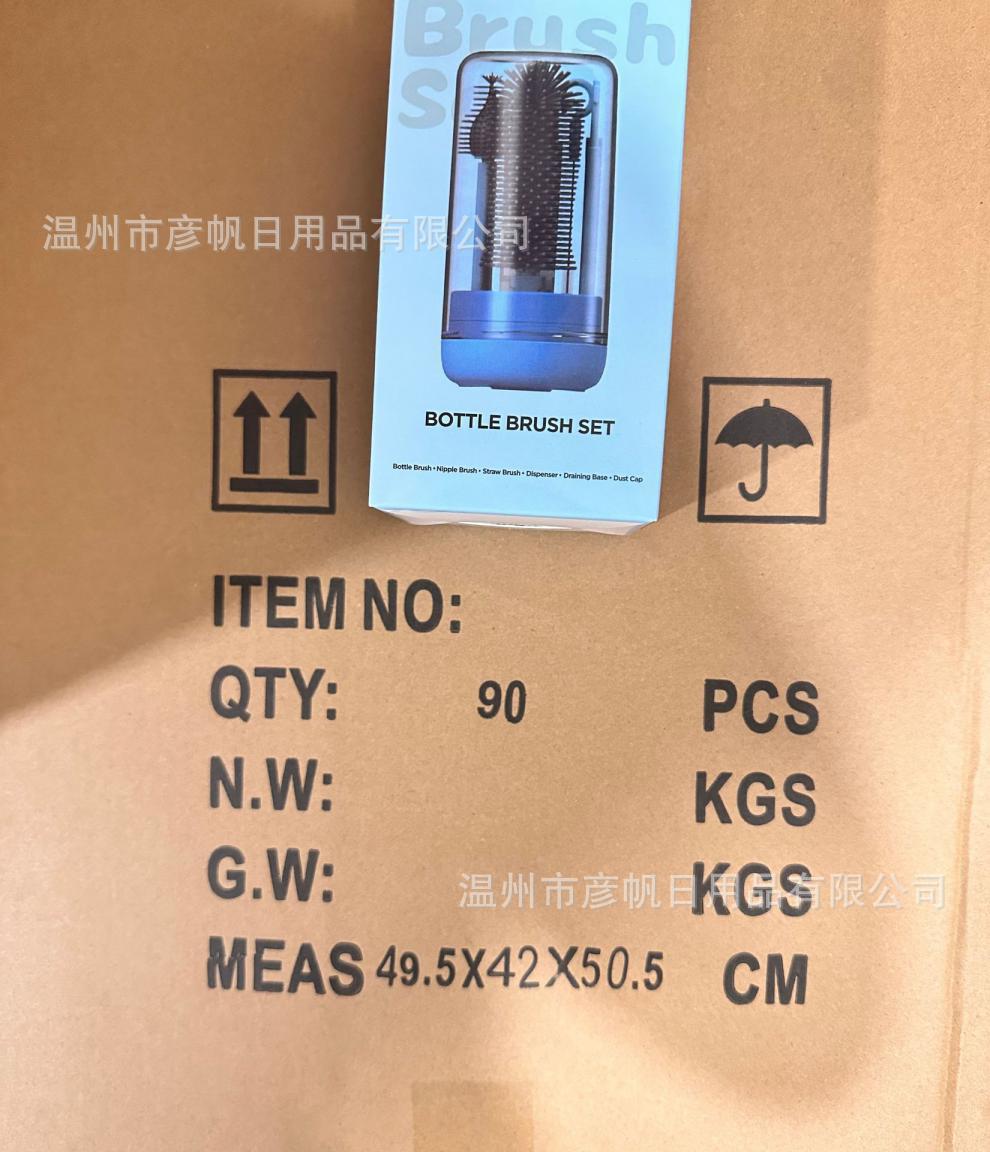 Brush
S
温州市彦帆日用品有限公司
BOTTLE BRUSH SET
Bottle Brush • Nipple Brush • Straw Brush • Dispenser • Draining Base • Dust Cap
ITEM NO:
QTY: 90 PCS
N.W: KGS
G.W: KGS
温州市彦帆日用品有限公司
MEAS 49.5X42X50.5 CM